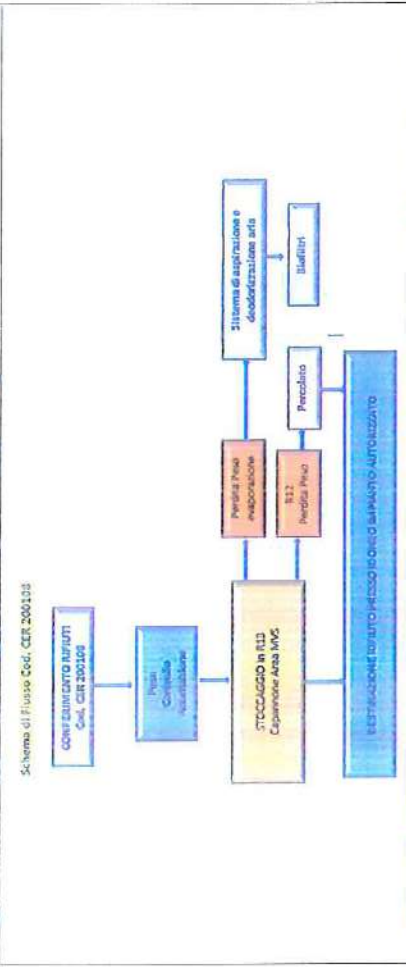 Schema di Flusso Cod. CER 200108
CONFERIMENTO RIFIUTI
Cod. CER 200108
Controllo
Accettazione
STOCCAGGIO in R13
Capannone Area MVS
Perdita Peso
evaporazione
Sistema di aspirazione e
deodorizzazione aria
Biofiltri
R12
Perdita Peso
Percolato
DESTINAZIONE RIFIUTO PRESSO IDONEO IMPIANTO AUTORIZZATO